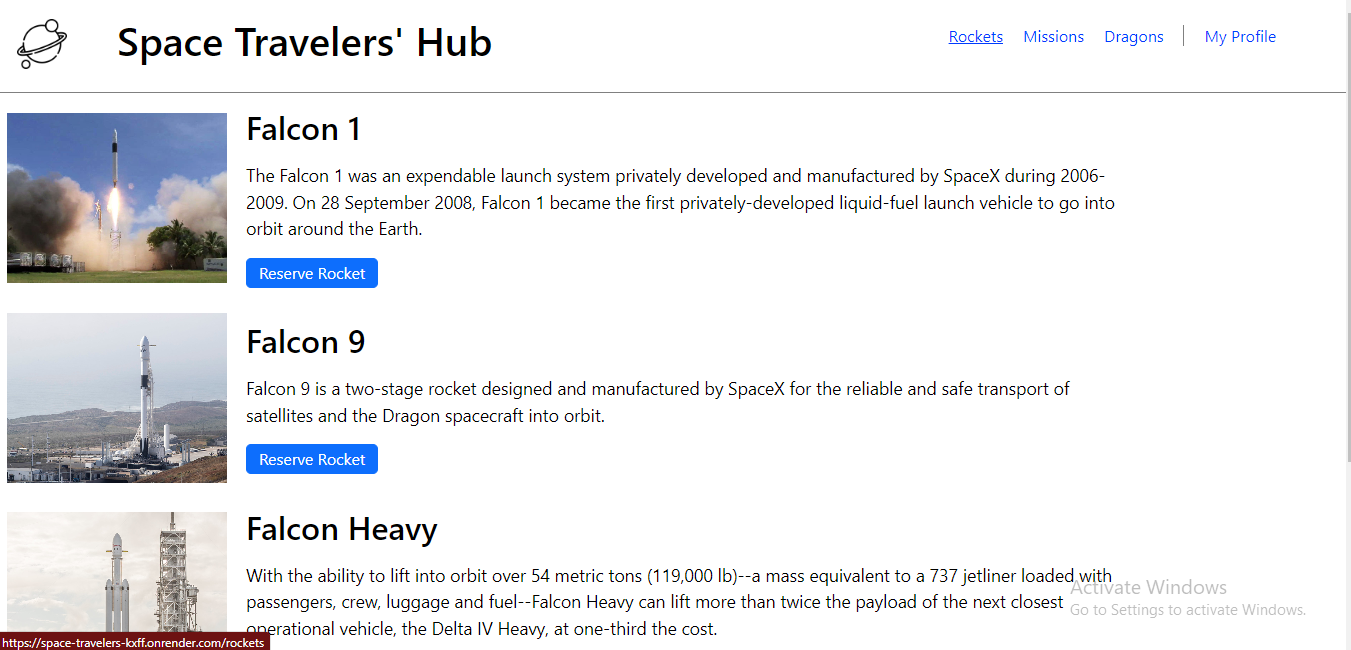 Space Travelers' Hub
Rockets Missions Dragons My Profile
Falcon 1
The Falcon 1 was an expendable launch system privately developed and manufactured by SpaceX during 2006-
2009. On 28 September 2008, Falcon 1 became the first privately-developed liquid-fuel launch vehicle to go into
orbit around the Earth.
Reserve Rocket
Falcon 9
Falcon 9 is a two-stage rocket designed and manufactured by SpaceX for the reliable and safe transport of
satellites and the Dragon spacecraft into orbit.
Reserve Rocket
Falcon Heavy
With the ability to lift into orbit over 54 metric tons (119,000 lb)--a mass equivalent to a 737 jetliner loaded with
passengers, crew, luggage and fuel--Falcon Heavy can lift more than twice the payload of the next closest
operational vehicle, the Delta IV Heavy, at one-third the cost.
Activate Windows
Go to Settings to activate Windows.
https://space-travelers-kxff.onrender.com/rockets